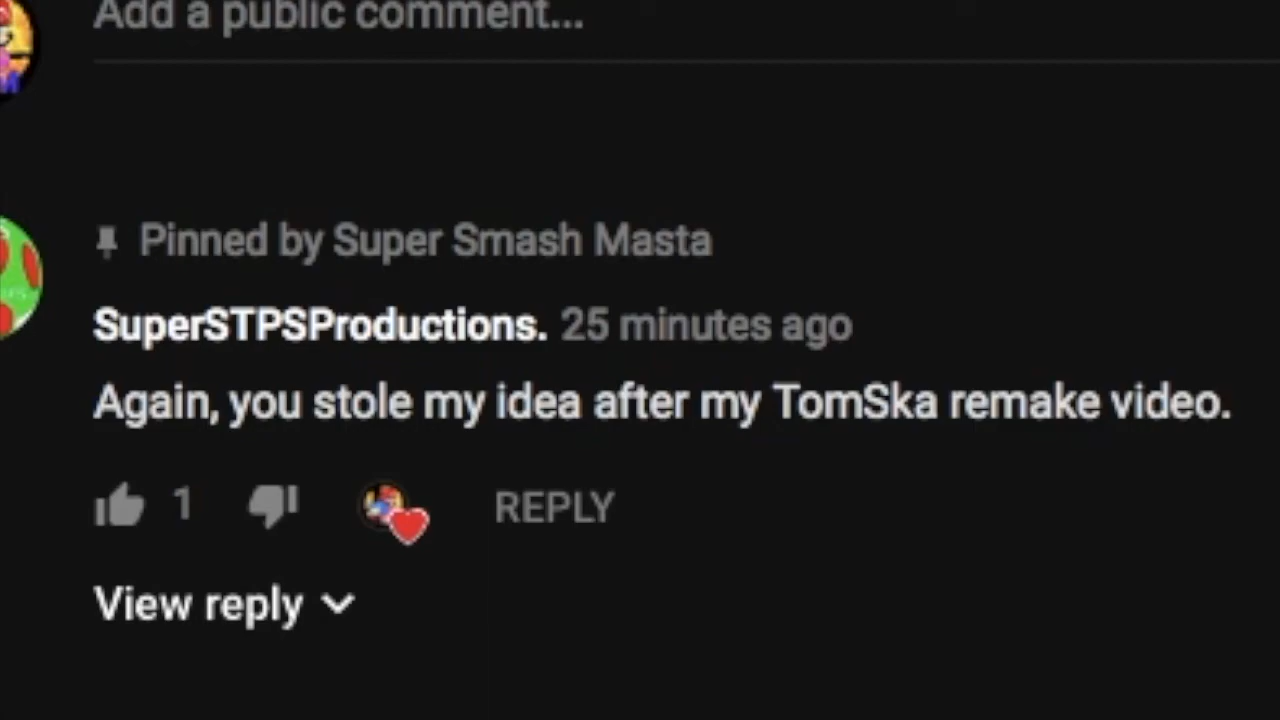 Add a public comment...
Pinned by Super Smash Masta
SuperSTPSProductions. 25 minutes ago
Again, you stole my idea after my TomSka remake video.
1 REPLY
View reply